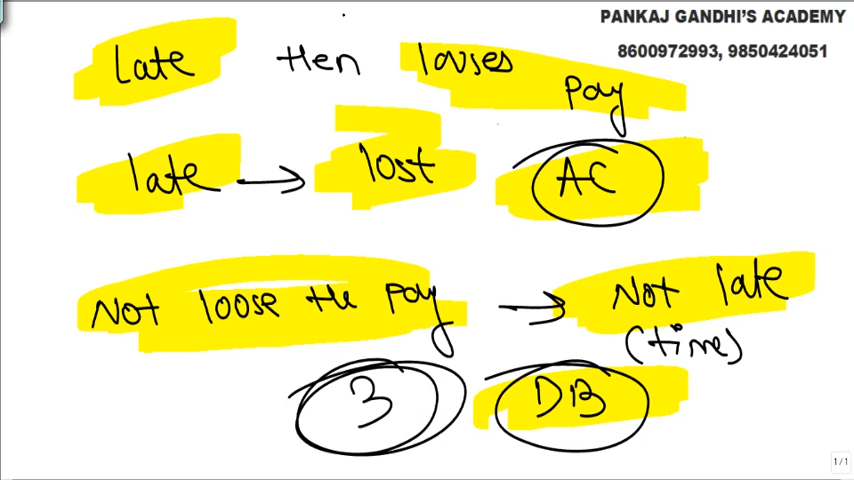 PANKAJ GANDHI'S ACADEMY
8600972993, 9850424051
Late then looses
pay
late → lost AC
Not loose the pay → Not late
(time)
3 DB
1/1